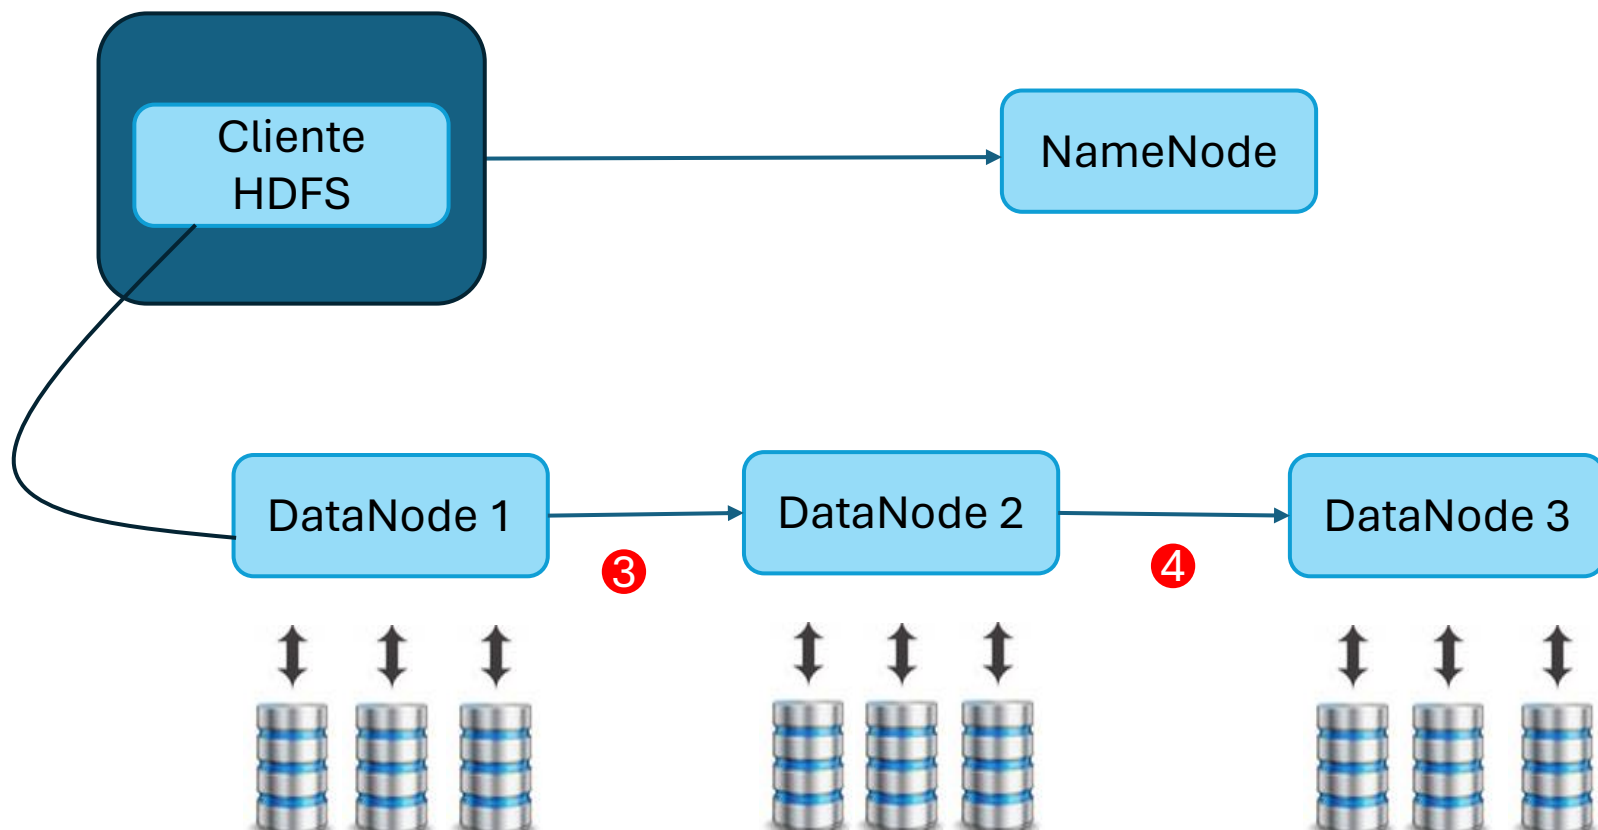 Cliente
HDFS
NameNode
DataNode 1
DataNode 2
DataNode 3
3
4